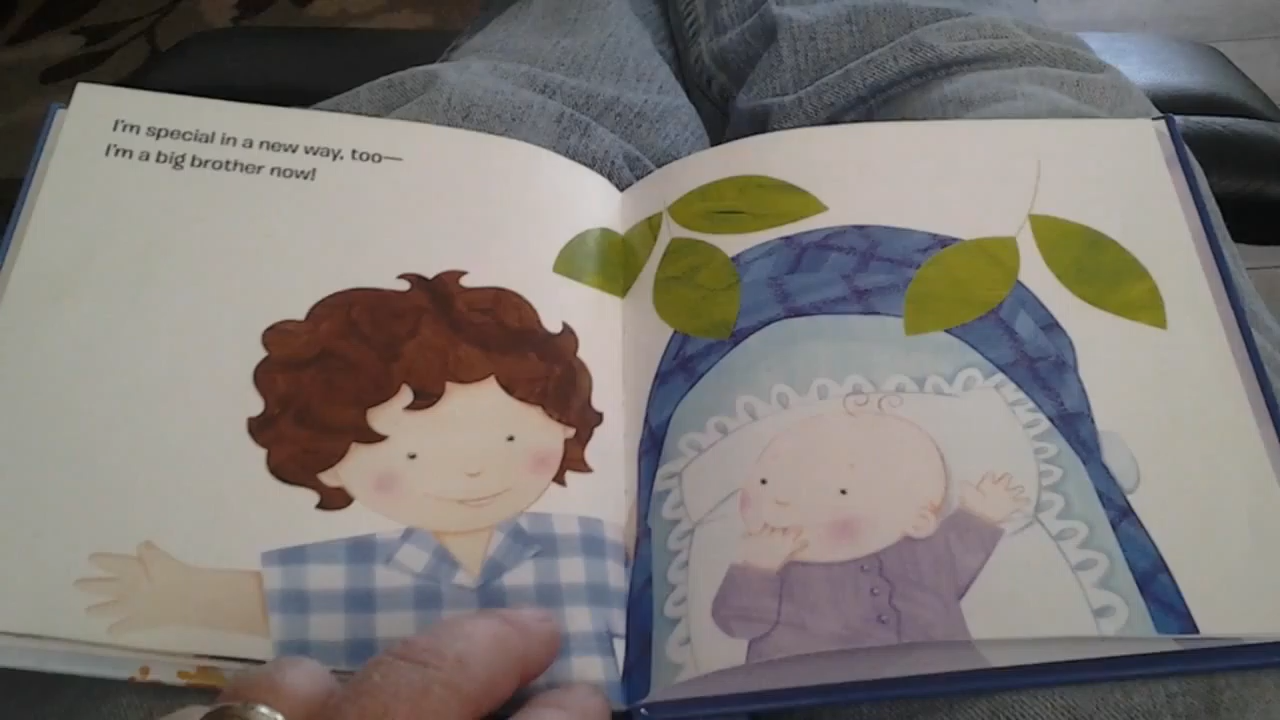 I'm special in a new way, too—
I'm a big brother now!